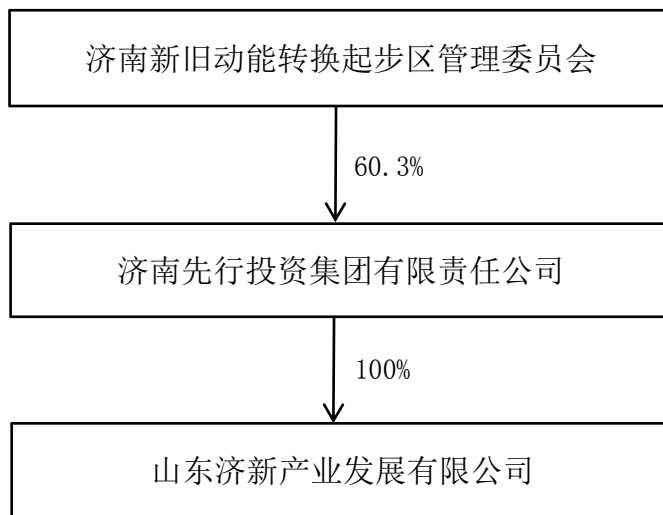 济南新旧动能转换起步区管理委员会
60.3%
济南先行投资集团有限责任公司
100%
山东济新产业发展有限公司